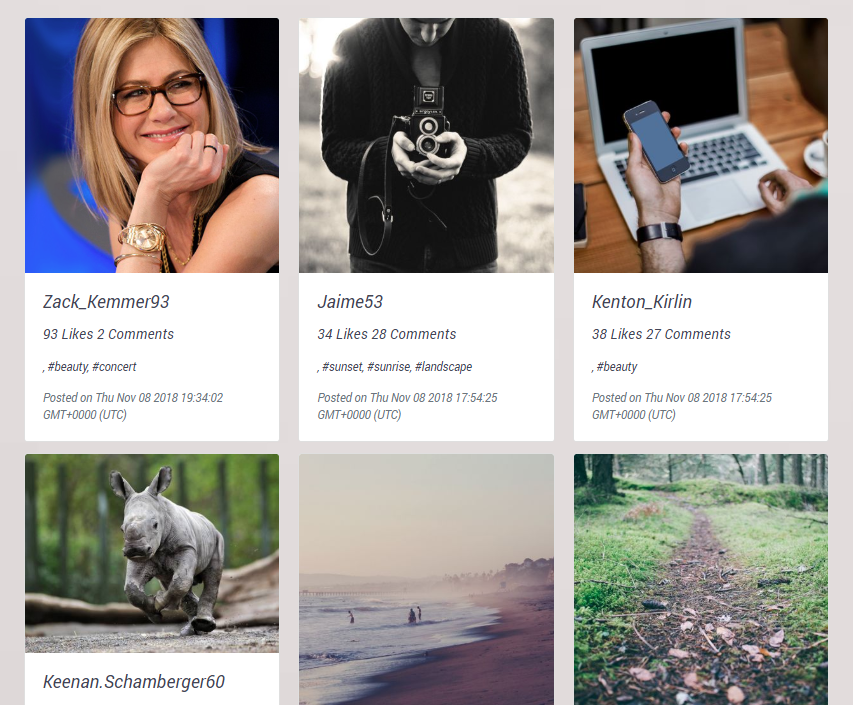 Zack_Kemmer93
93 Likes 2 Comments
, #beauty, #concert
Posted on Thu Nov 08 2018 19:34:02
GMT+0000 (UTC)
Jaime53
34 Likes 28 Comments
, #sunset, #sunrise, #landscape
Posted on Thu Nov 08 2018 17:54:25
GMT+0000 (UTC)
Kenton_Kirlin
38 Likes 27 Comments
, #beauty
Posted on Thu Nov 08 2018 17:54:25
GMT+0000 (UTC)
Keenan.Schamberger60